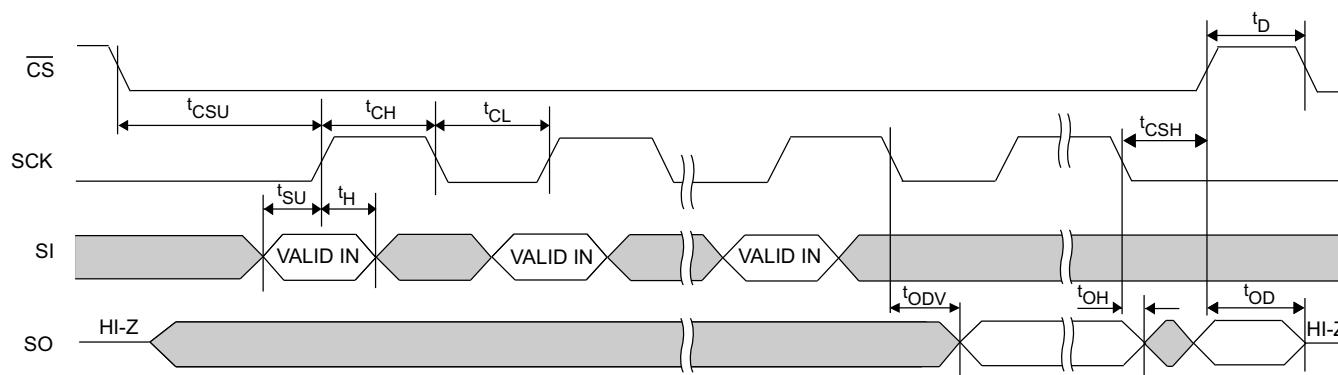 t_D
CS
t_CSU t_CH t_CL
t_CSH
SCK
t_SU t_H
SI VALID IN VALID IN VALID IN
t_ODV t_OH t_OD
HI-Z HI-Z
SO